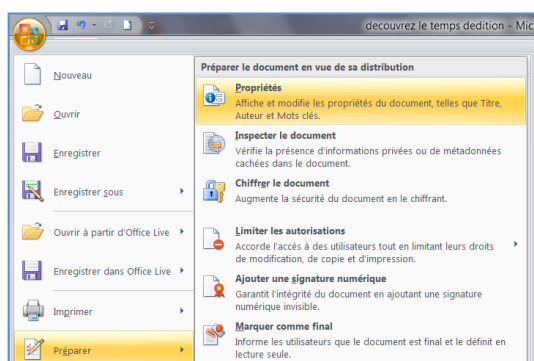 decouvrez le temps dedition - Mic
Nouveau
Ouvrir
Enregistrer
Enregistrer sous
Ouvrir à partir d'Office Live
Enregistrer dans Office Live
Imprimer
Préparer
Préparer le document en vue de sa distribution
Propriétés
Affiche et modifie les propriétés du document, telles que Titre,
Auteur et Mots clés.
Inspecter le document
Vérifie la présence d'informations privées ou de métadonnées
cachées dans le document.
Chiffrer le document
Augmente la sécurité du document en le chiffrant.
Limiter les autorisations
Accorde l'accès à des utilisateurs tout en limitant leurs droits
de modification, de copie et d'impression.
Ajouter une signature numérique
Garantit l'intégrité du document en ajoutant une signature
numérique invisible.
Marquer comme final
Informe les utilisateurs que le document est final et le définit en
lecture seule.